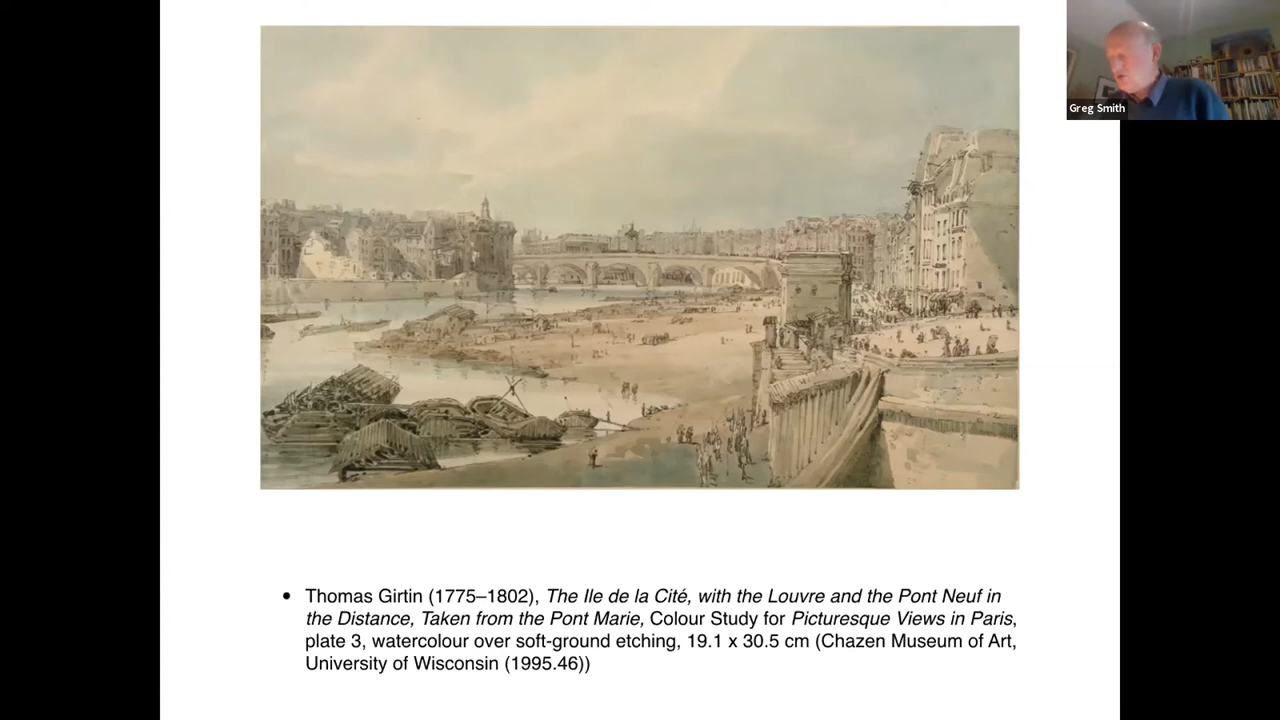 Greg Smith
• Thomas Girtin (1775–1802), The Ile de la Cité, with the Louvre and the Pont Neuf in
the Distance, Taken from the Pont Marie, Colour Study for Picturesque Views in Paris,
plate 3, watercolour over soft-ground etching, 19.1 x 30.5 cm (Chazen Museum of Art,
University of Wisconsin (1995.46))